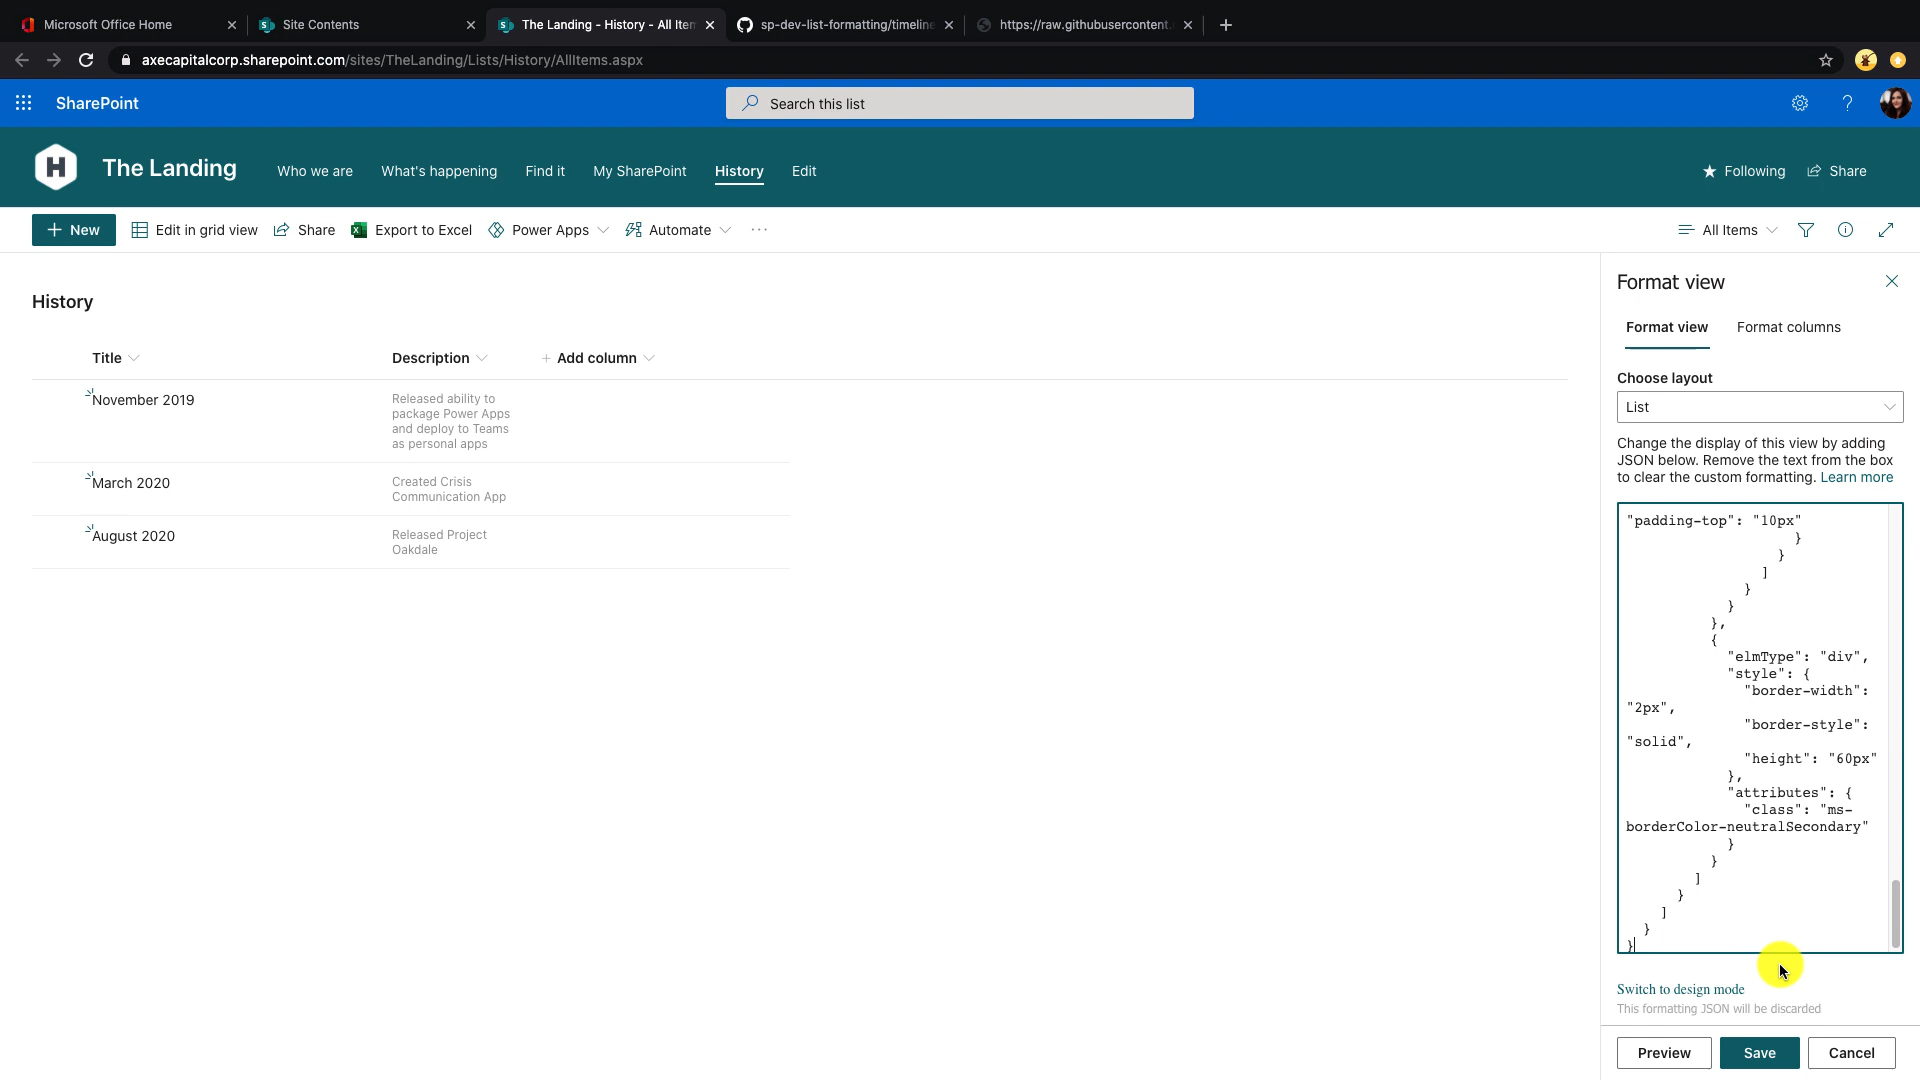 Microsoft Office Home
Site Contents
The Landing - History - All Iten
sp-dev-list-formatting/timeline
https://raw.githubusercontent.
axecapitalcorp.sharepoint.com/sites/TheLanding/Lists/History/AllItems.aspx
SharePoint
Search this list
?
H
The Landing
Who we are
What's happening
Find it
My SharePoint
History
Edit
Following
Share
+ New
Edit in grid view
Share
Export to Excel
Power Apps
Automate
...
All Items
Format view
Format view
Format columns
History
Title
Description
+ Add column
November 2019
Released ability to
package Power Apps
and deploy to Teams
as personal apps
March 2020
Created Crisis
Communication App
August 2020
Released Project
Oakdale
Choose layout
List
Change the display of this view by adding
JSON below. Remove the text from the box
to clear the custom formatting. Learn more
"padding-top": "10px"
}
}
]
}
}
},
{
"elmType": "div",
"style": {
"border-width":
"2px",
"border-style":
"solid",
"height": "60px"
},
"attributes": {
"class": "ms-
borderColor-neutralSecondary"
}
}
]
}
]
}
}
Switch to design mode
This formatting JSON will be discarded
Preview
Save
Cancel